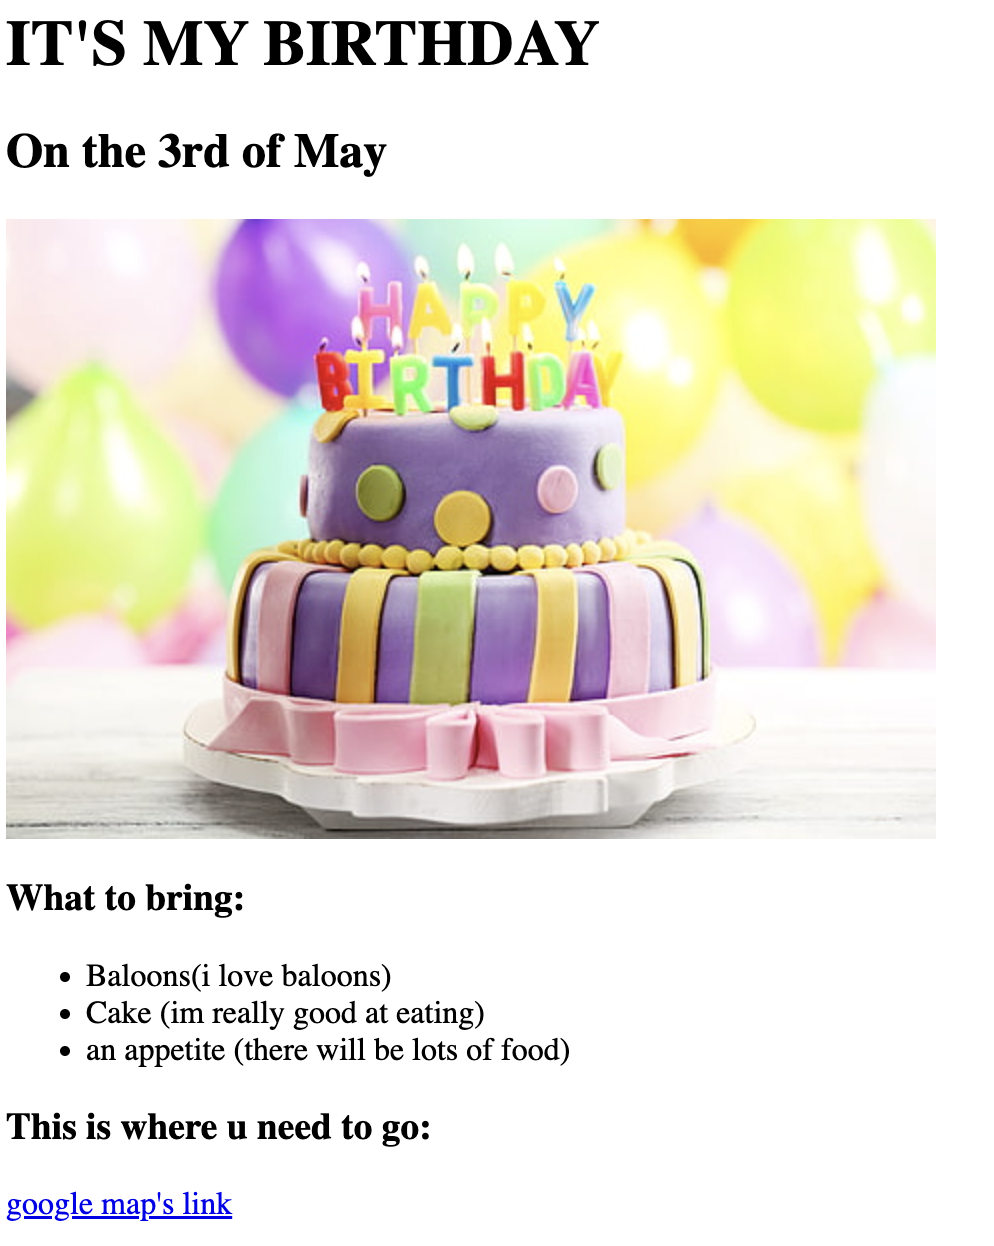 IT'S MY BIRTHDAY
On the 3rd of May
HAPPY
BIRTHDAY
What to bring:
Baloons(i love baloons)
Cake (im really good at eating)
an appetite (there will be lots of food)
This is where u need to go:
google map's link